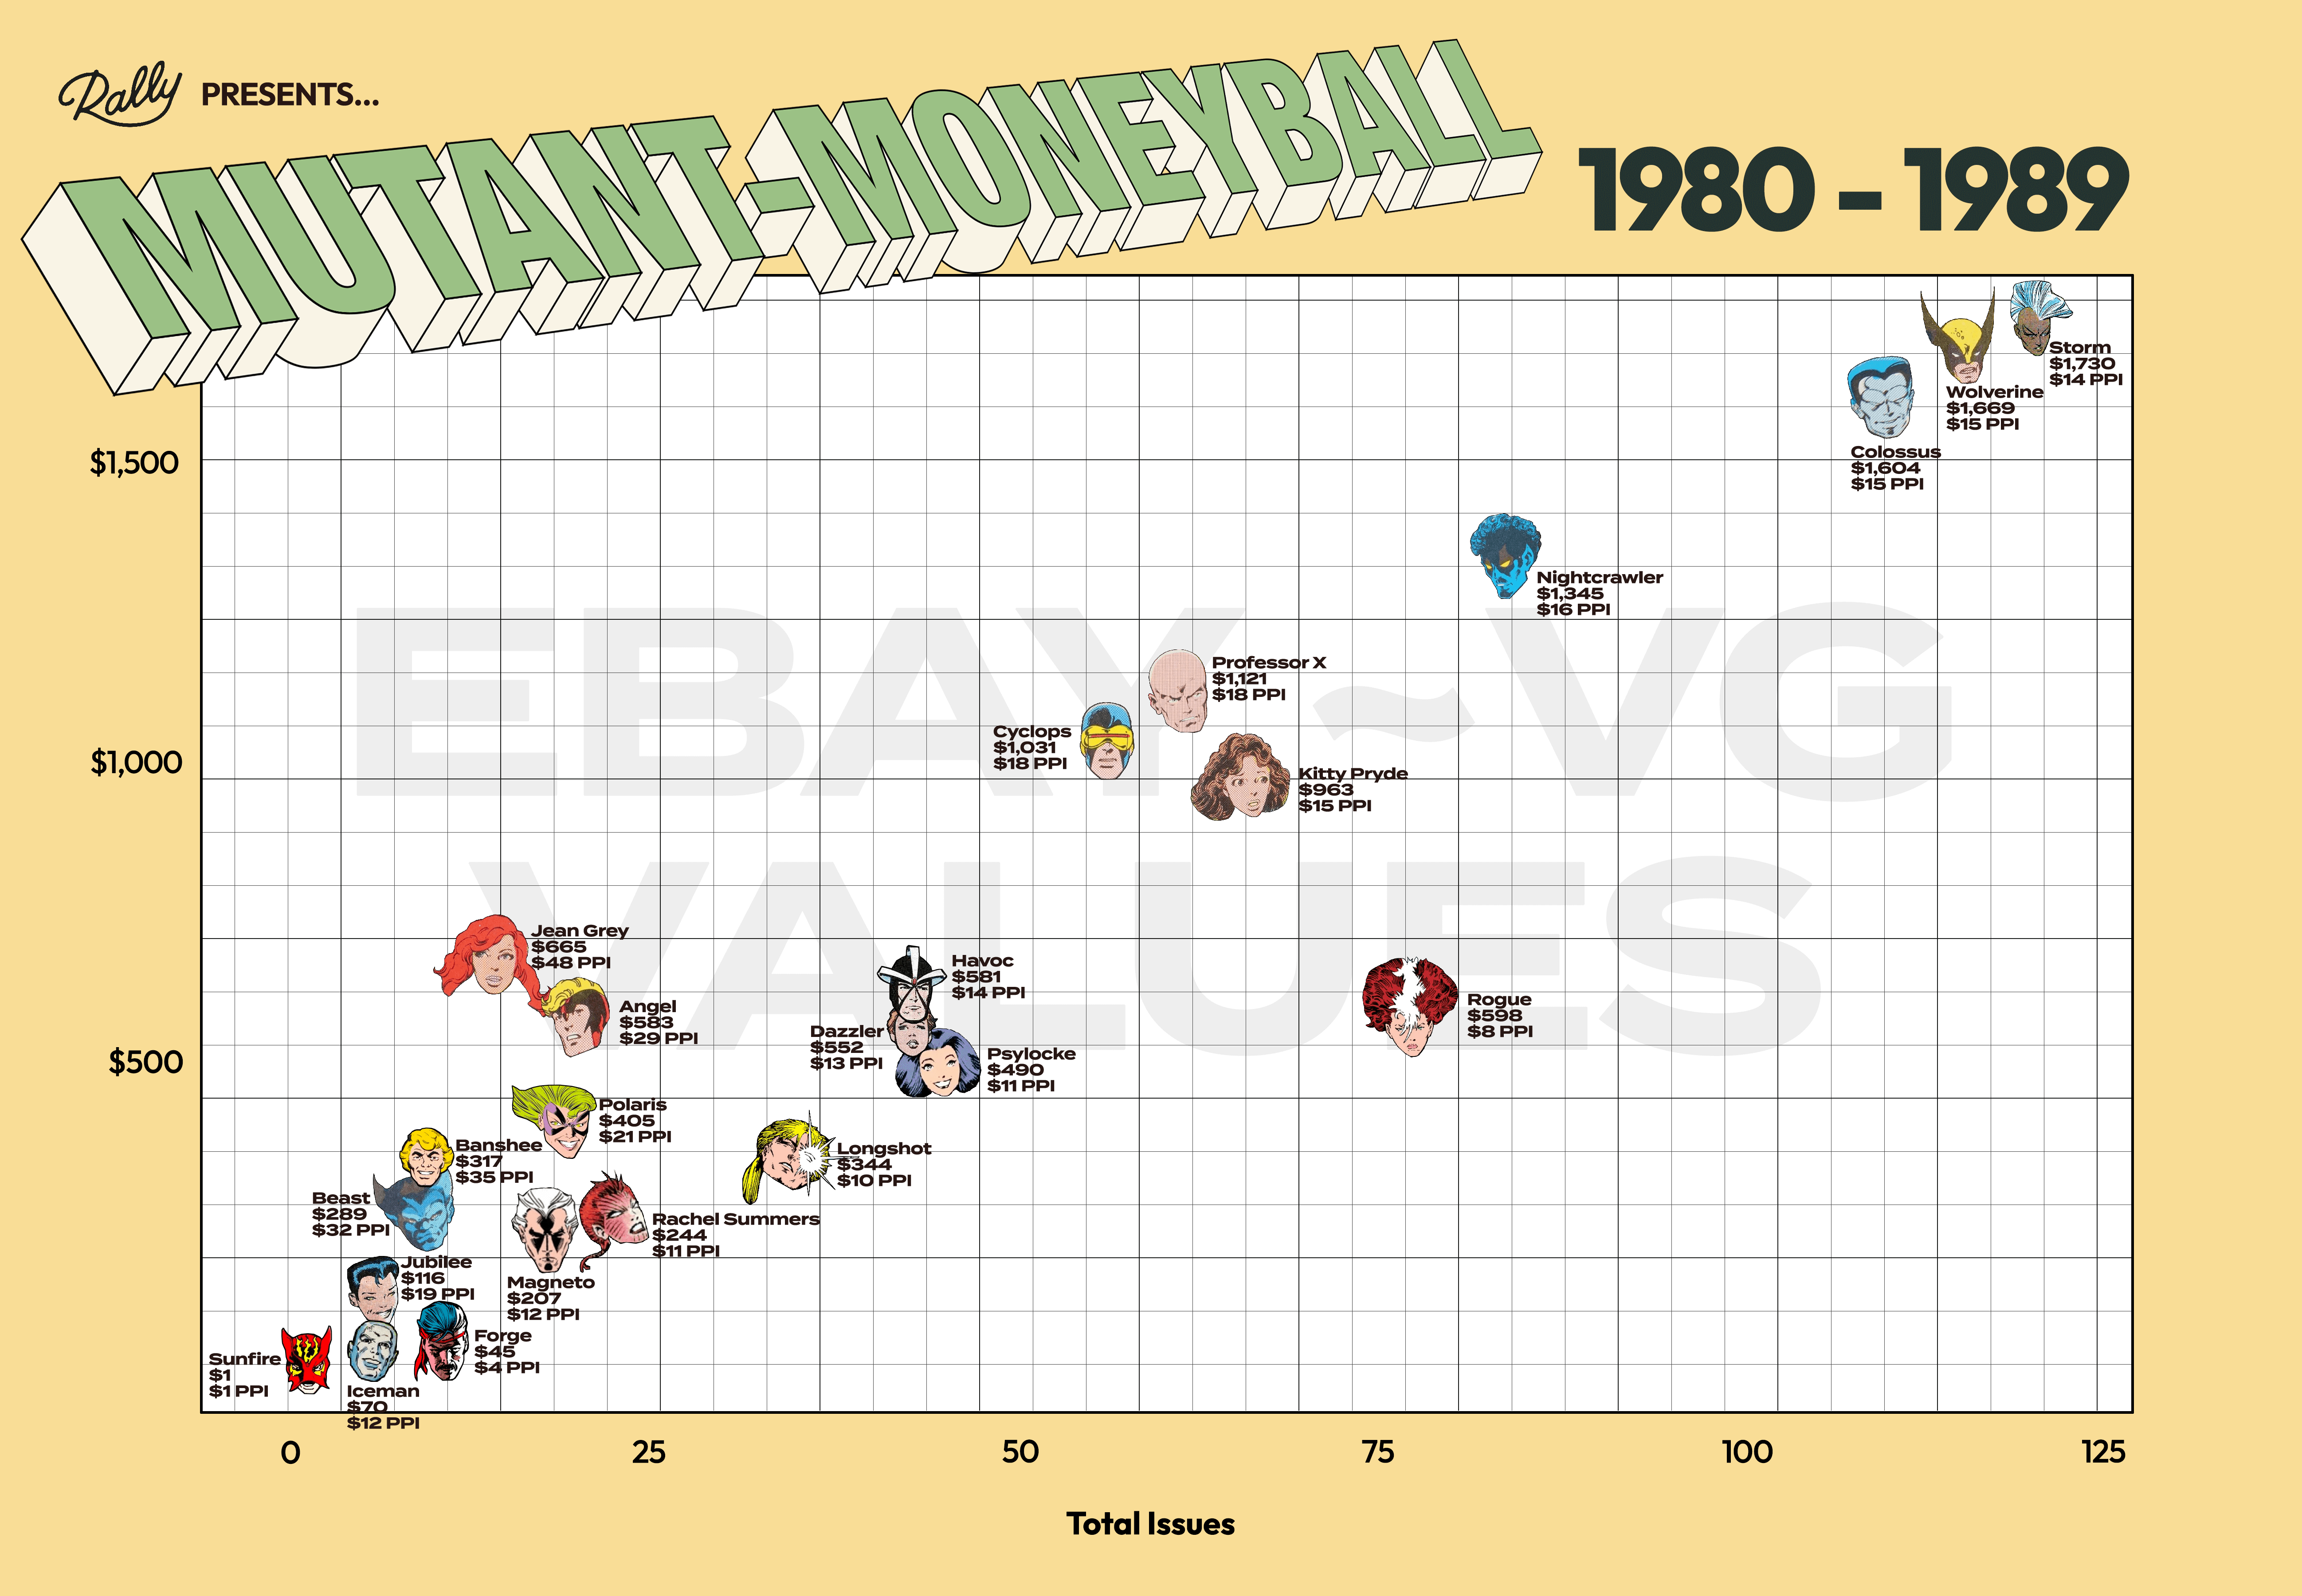 Rally PRESENTS...
MUTANT-MONEYBALL
1980 - 1989
EBAY ~VG
VALUES
$1,500
$1,000
$500
Storm
$1,730
$14 PPI
Wolverine
$1,669
$15 PPI
Colossus
$1,604
$15 PPI
Nightcrawler
$1,345
$16 PPI
Professor X
$1,121
$18 PPI
Cyclops
$1,031
$18 PPI
Kitty Pryde
$963
$15 PPI
Jean Grey
$665
$48 PPI
Havoc
$581
$14 PPI
Angel
$583
$29 PPI
Rogue
$598
$8 PPI
Dazzler
$552
$13 PPI
Psylocke
$490
$11 PPI
Polaris
$405
$21 PPI
Banshee
$317
$35 PPI
Longshot
$344
$10 PPI
Beast
$289
$32 PPI
Rachel Summers
$244
$11 PPI
Jubilee
$116
$19 PPI
Magneto
$207
$12 PPI
Forge
$45
$4 PPI
Sunfire
$1
$1 PPI
Iceman
$70
$12 PPI
0 25 50 75 100 125
Total Issues